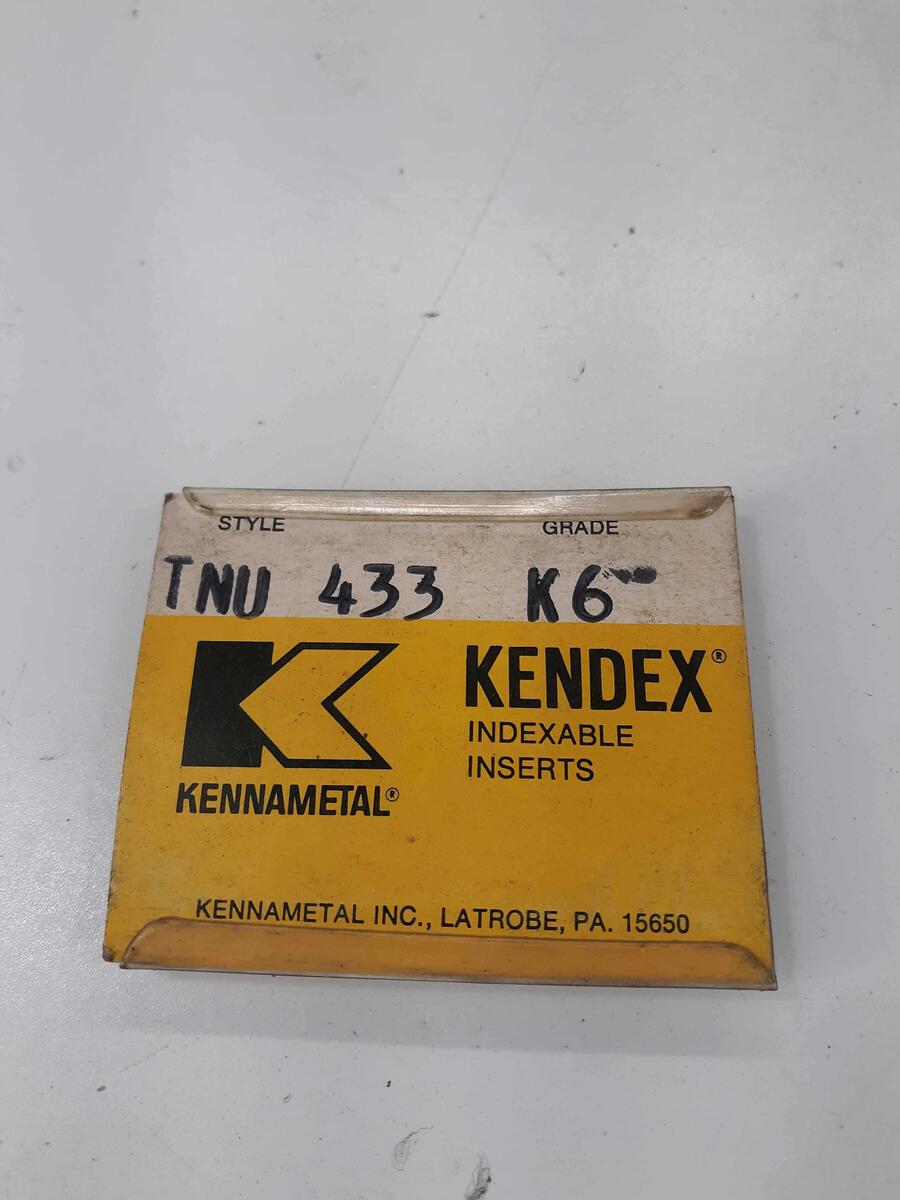 STYLE GRADE
TNU 433 K6
KENDEX®
INDEXABLE
INSERTS
KENNAMETAL®
KENNAMETAL INC., LATROBE, PA. 15650